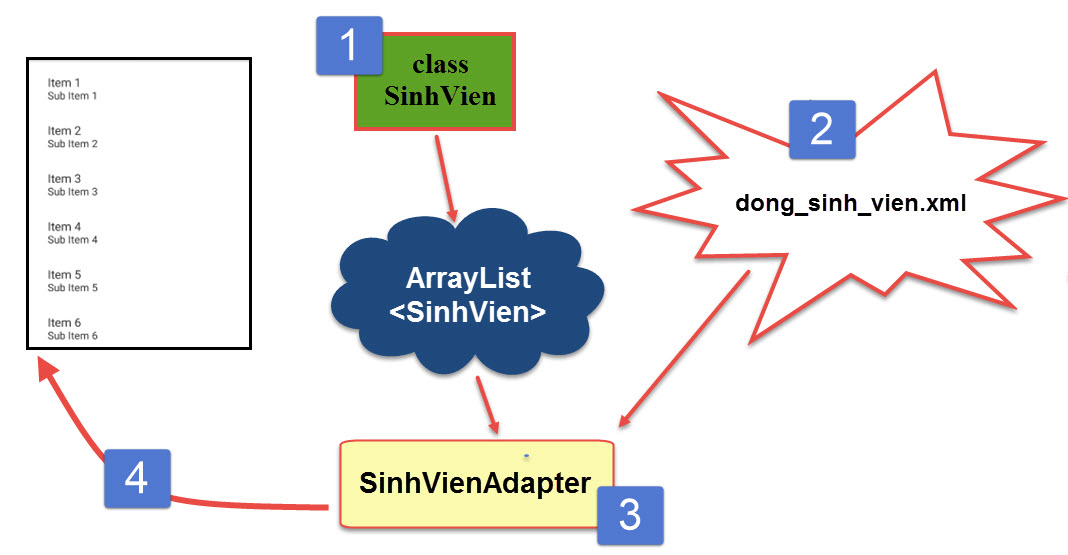 1
class
SinhVien
2
dong_sinh_vien.xml
Item 1
Sub Item 1
Item 2
Sub Item 2
Item 3
Sub Item 3
Item 4
Sub Item 4
Item 5
Sub Item 5
Item 6
Sub Item 6
ArrayList
<SinhVien>
SinhVienAdapter
3
4